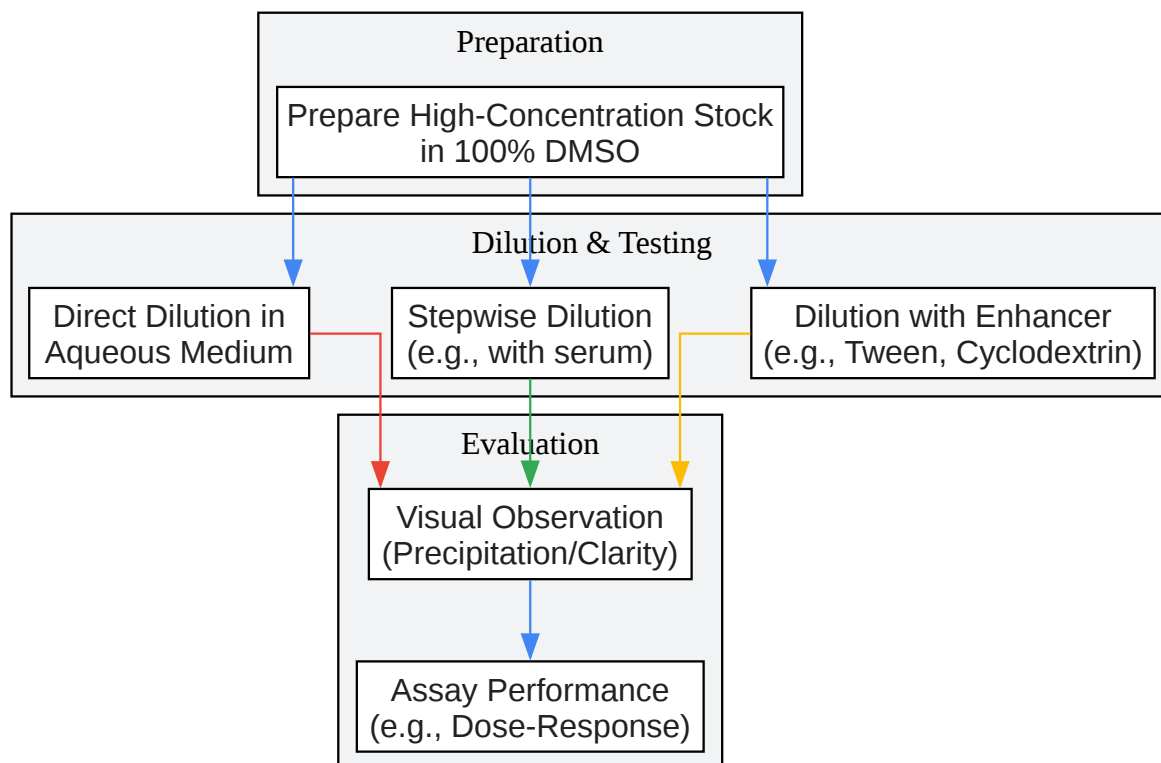 Preparation
Prepare High-Concentration Stock
in 100% DMSO
Dilution & Testing
Direct Dilution in
Aqueous Medium
Stepwise Dilution
(e.g., with serum)
Dilution with Enhancer
(e.g., Tween, Cyclodextrin)
Evaluation
Visual Observation
(Precipitation/Clarity)
Assay Performance
(e.g., Dose-Response)